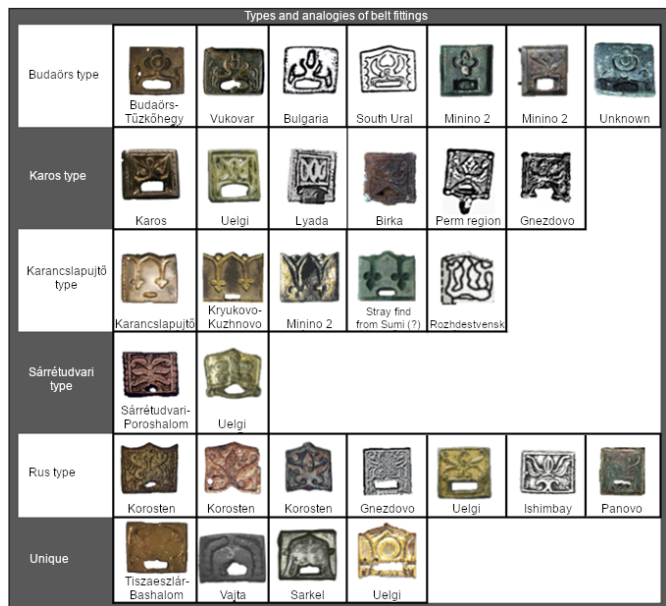 Types and analogies of belt fittings
Budaörs type
Budaörs-
Tűzkőhegy
Vukovar
Bulgaria
South Ural
Minino 2
Minino 2
Unknown
Karos type
Karos
Uelgi
Lyada
Birka
Perm region
Gnezdovo
Karancslapujtő
type
Karancslapujtő
Kryukovo-
Kuzhnovo
Minino 2
Stray find
from Sumi (?)
Rozhdestvensk
Sárrétudvari
type
Sárrétudvari-
Poroshalom
Uelgi
Rus type
Korosten
Korosten
Korosten
Gnezdovo
Uelgi
Ishimbay
Panovo
Unique
Tiszaeszlár-
Bashalom
Vajta
Sarkel
Uelgi